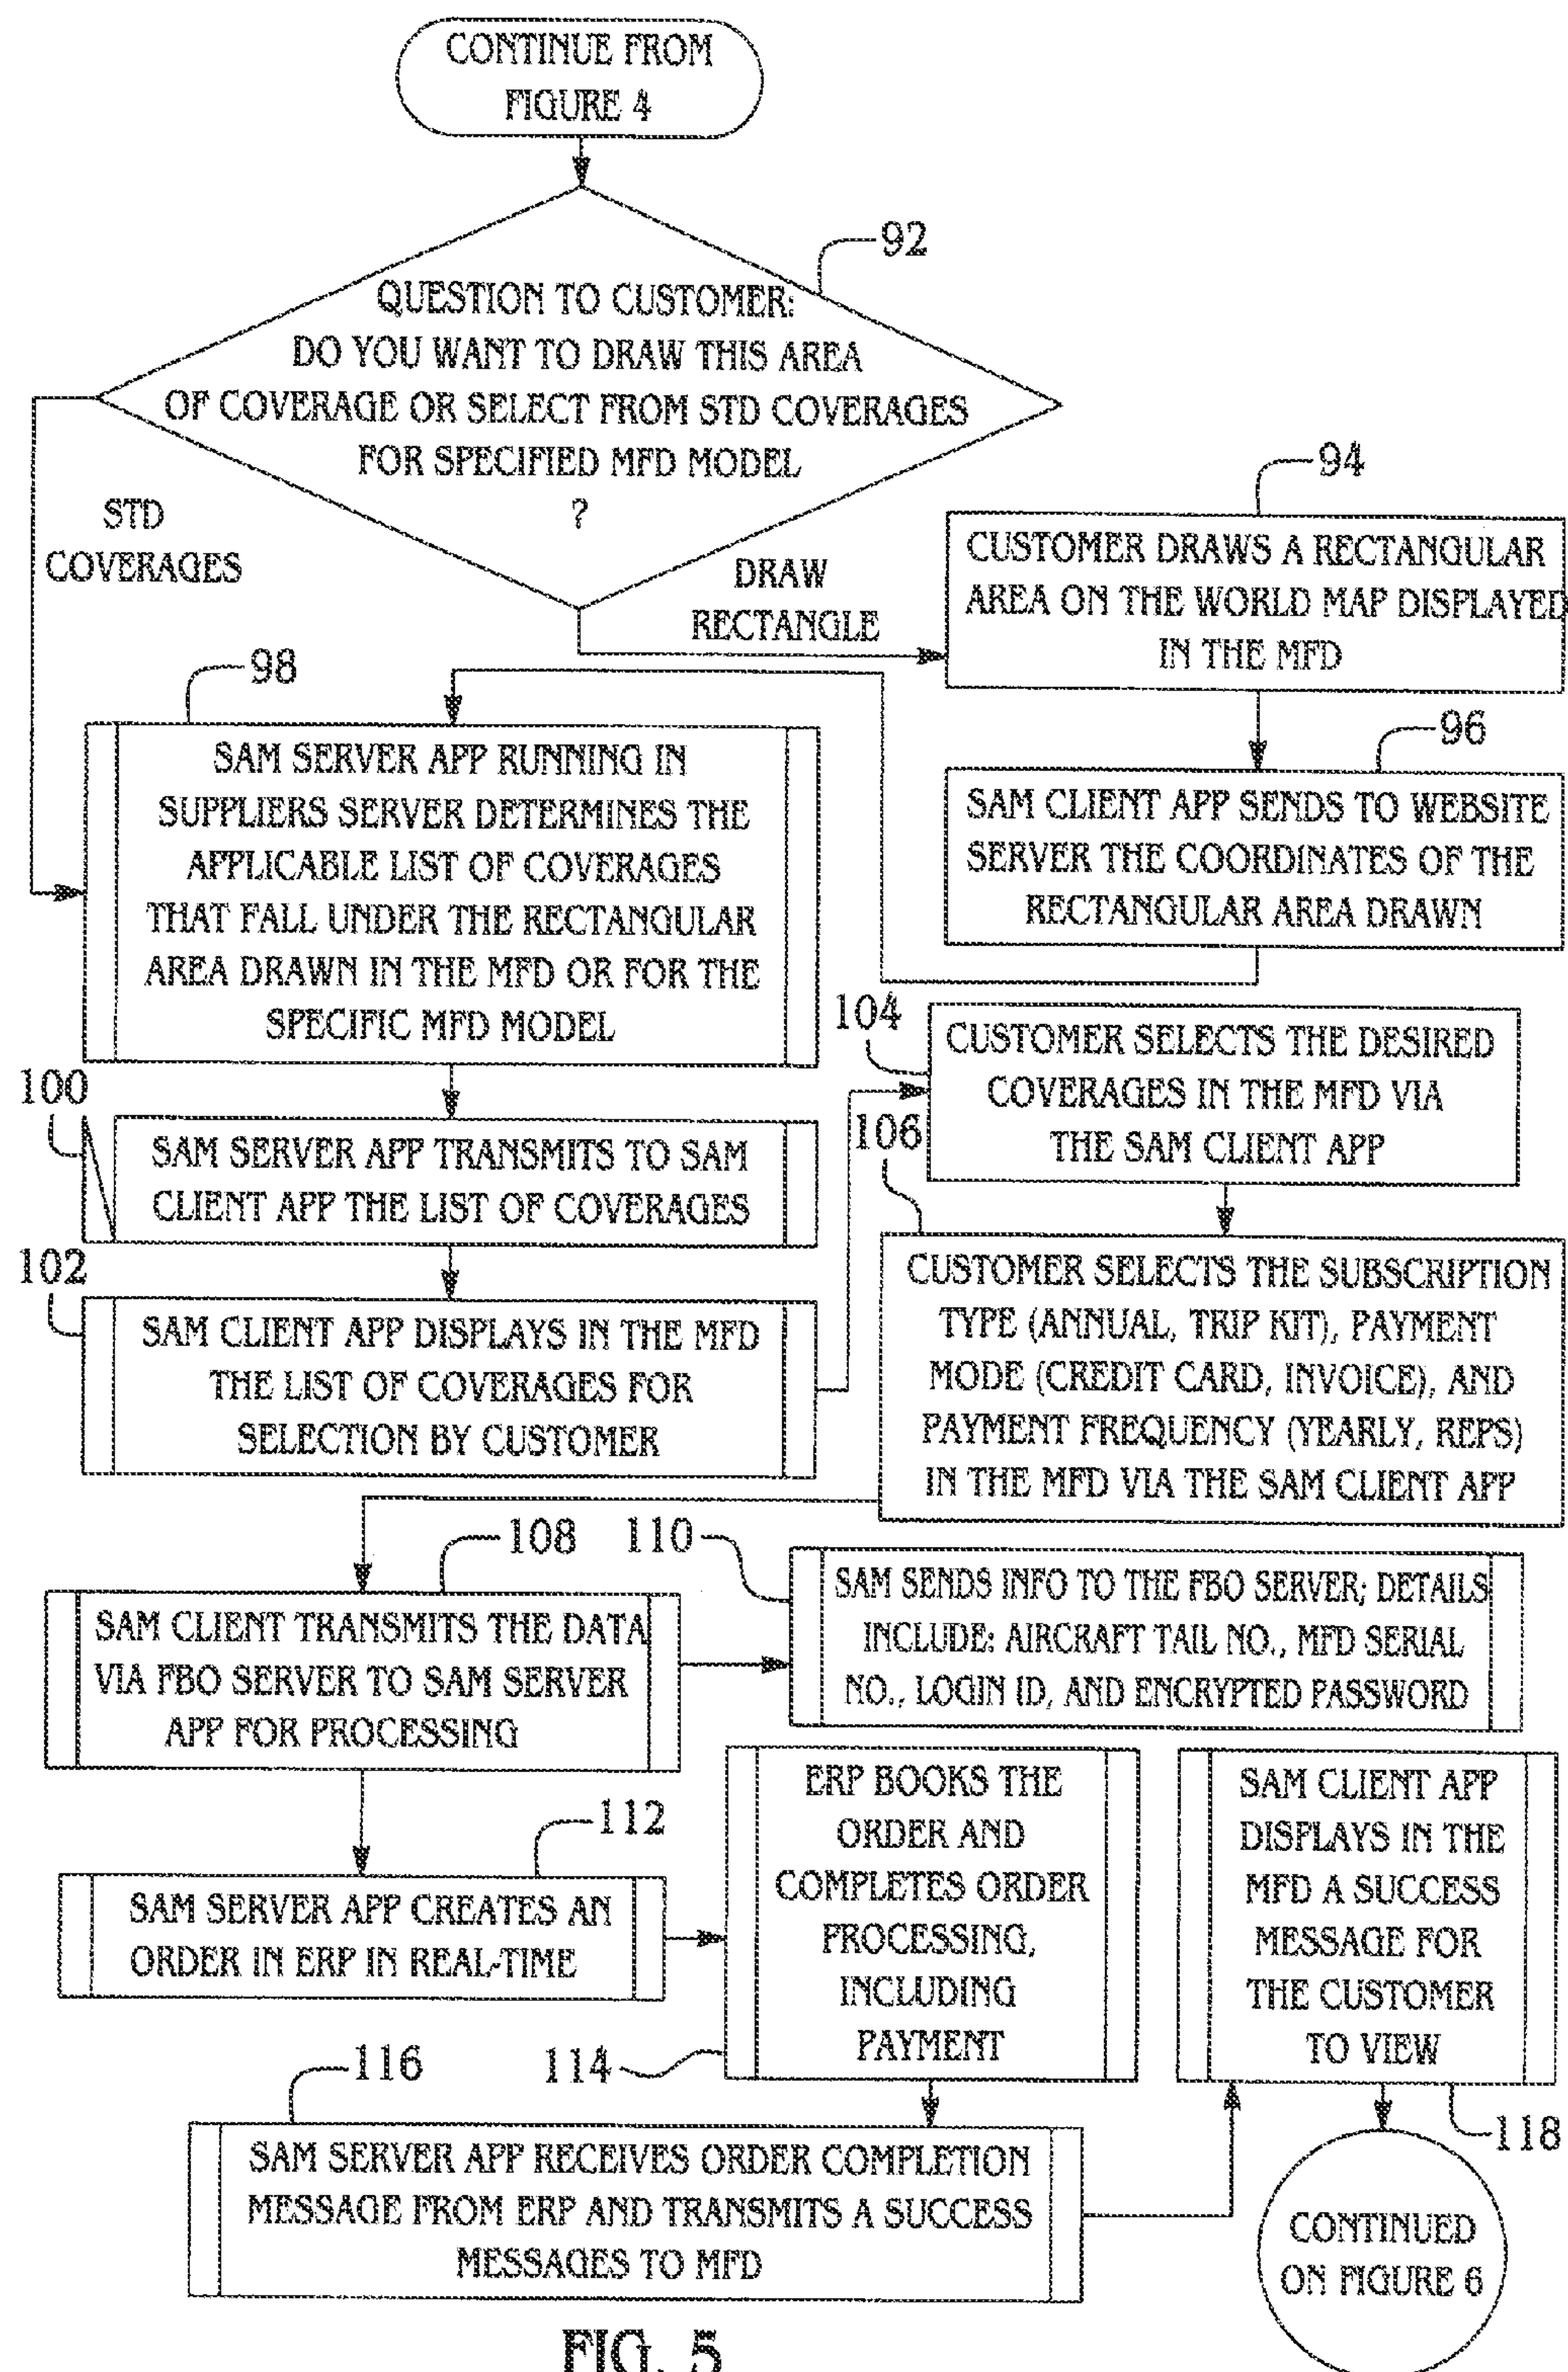 CONTINUE FROM
FIGURE 4
92
QUESTION TO CUSTOMER:
DO YOU WANT TO DRAW THIS AREA
OF COVERAGE OR SELECT FROM STD COVERAGES
FOR SPECIFIED MFD MODEL
?
STD
COVERAGES
DRAW
RECTANGLE
94
CUSTOMER DRAWS A RECTANGULAR
AREA ON THE WORLD MAP DISPLAYED
IN THE MFD
96
SAM CLIENT APP SENDS TO WEBSITE
SERVER THE COORDINATES OF THE
RECTANGULAR AREA DRAWN
98
SAM SERVER APP RUNNING IN
SUPPLIERS SERVER DETERMINES THE
APPLICABLE LIST OF COVERAGES
THAT FALL UNDER THE RECTANGULAR
AREA DRAWN IN THE MFD OR FOR THE
SPECIFIC MFD MODEL
100
SAM SERVER APP TRANSMITS TO SAM
CLIENT APP THE LIST OF COVERAGES
102
SAM CLIENT APP DISPLAYS IN THE MFD
THE LIST OF COVERAGES FOR
SELECTION BY CUSTOMER
104
CUSTOMER SELECTS THE DESIRED
COVERAGES IN THE MFD VIA
THE SAM CLIENT APP
106
CUSTOMER SELECTS THE SUBSCRIPTION
TYPE (ANNUAL, TRIP KIT), PAYMENT
MODE (CREDIT CARD, INVOICE), AND
PAYMENT FREQUENCY (YEARLY, REPS)
IN THE MFD VIA THE SAM CLIENT APP
108
SAM CLIENT TRANSMITS THE DATA
VIA FBO SERVER TO SAM SERVER
APP FOR PROCESSING
110
SAM SENDS INFO TO THE FBO SERVER; DETAILS
INCLUDE: AIRCRAFT TAIL NO., MFD SERIAL
NO., LOGIN ID, AND ENCRYPTED PASSWORD
112
SAM SERVER APP CREATES AN
ORDER IN ERP IN REAL-TIME
114
ERP BOOKS THE
ORDER AND
COMPLETES ORDER
PROCESSING,
INCLUDING
PAYMENT
116
SAM SERVER APP RECEIVES ORDER COMPLETION
MESSAGE FROM ERP AND TRANSMITS A SUCCESS
MESSAGES TO MFD
SAM CLIENT APP
DISPLAYS IN THE
MFD A SUCCESS
MESSAGE FOR
THE CUSTOMER
TO VIEW
118
CONTINUED
ON FIGURE 6
FIG. 5